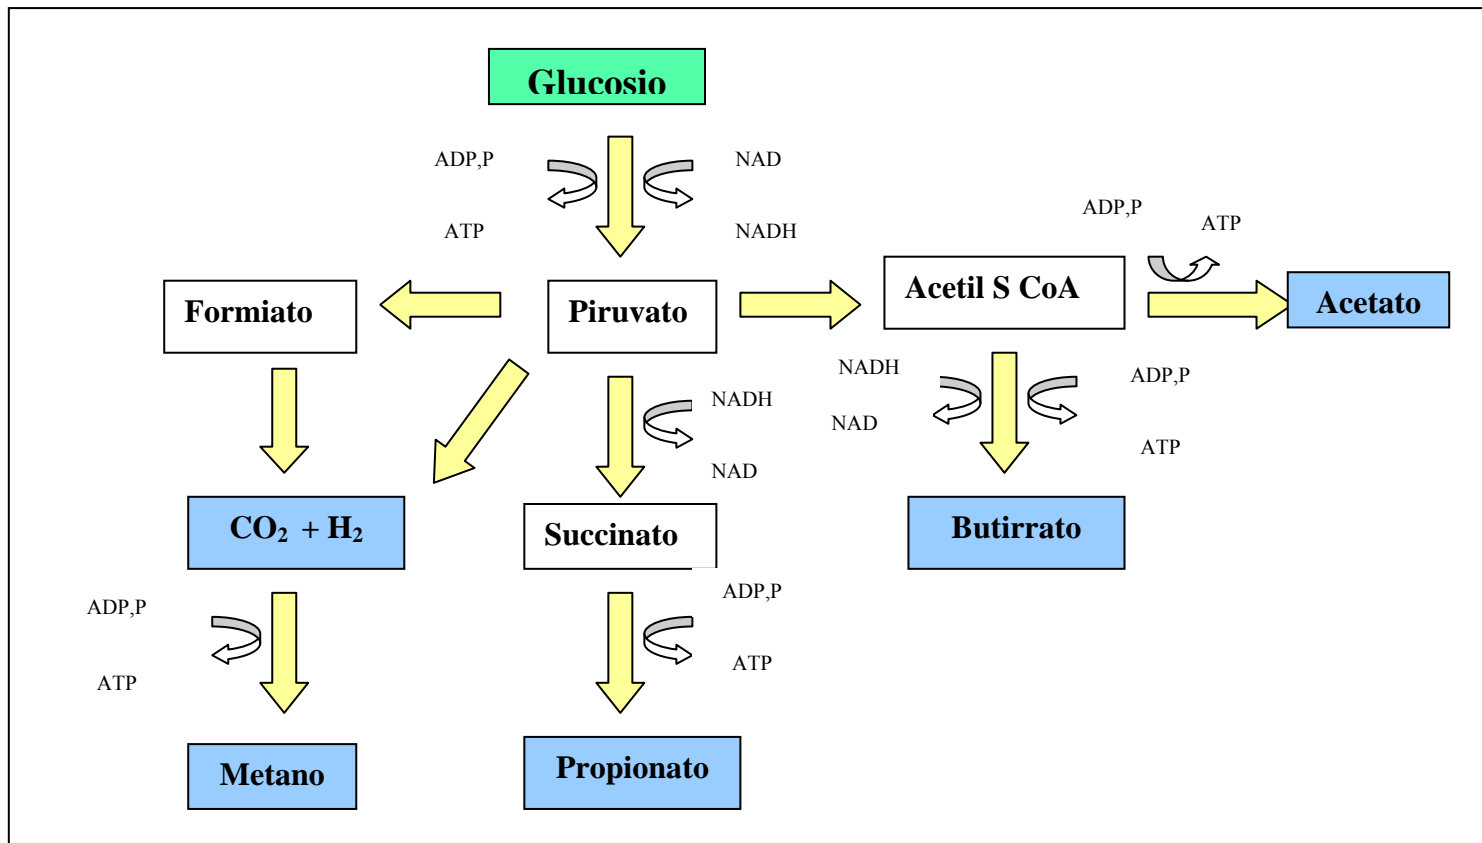 Glucosio
ADP,P
NAD
ATP
NADH
ADP,P
ATP
Formiato
Piruvato
Acetil S CoA
Acetato
NADH
NAD
NADH
NAD
ADP,P
ATP
CO₂ + H₂
Succinato
Butirrato
ADP,P
ATP
ADP,P
ATP
Metano
Propionato